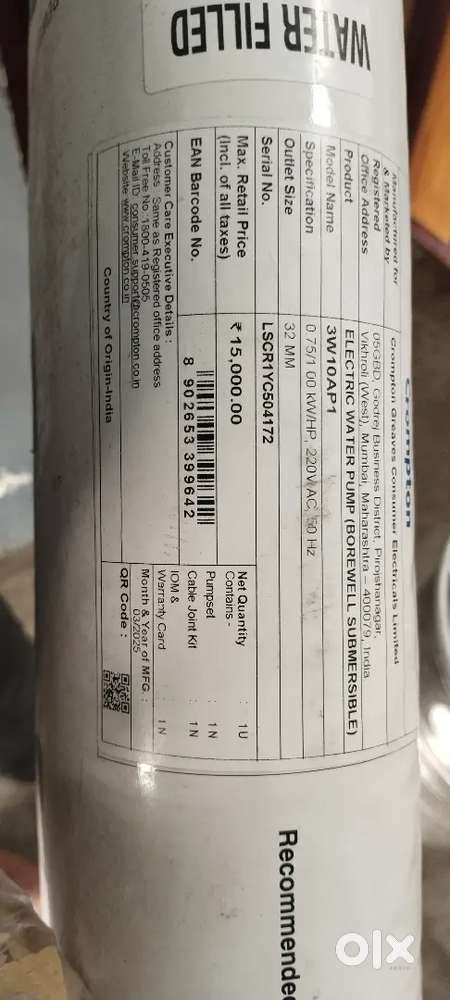 WATER FILLED
Crompton
Manufactured for & Marketed by
Crompton Greaves Consumer Electricals Limited
Registered Office Address
05GBD, Godrej Business District, Pirojshanagar,
Vikhroli (West), Mumbai, Maharashtra – 400079, India
Product ELECTRIC WATER PUMP (BOREWELL SUBMERSIBLE)
Model Name 3W10AP1
Specification 0.75/1.00 kW/HP, 220V AC, 50 Hz
Outlet Size 32 MM
Serial No. LSCR1YC504172
Max. Retail Price (Incl. of all taxes) ₹ 15,000.00
EAN Barcode No. 8 902653 399642
Net Quantity : 1U
Contains -
Pumpset : 1 N
Cable Joint Kit : 1 N
IOM &
Warranty Card : 1 N
Month & Year of MFG. :
03/2025
QR Code :
Customer Care Executive Details :
Address : Same as Registered office address
Toll Free No.: 1800-419-0505
E-Mail ID: consumer.support@crompton.co.in
Website: www.crompton.co.in
Country of Origin-India
Recommende
olx